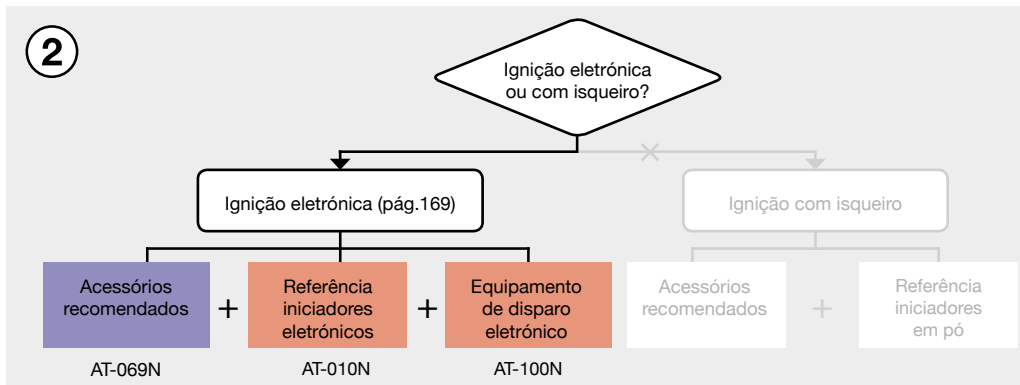 2
Ignição eletrónica
ou com isqueiro?
Ignição eletrónica (pág.169)
Ignição com isqueiro
Acessórios
recomendados
+
Referência
iniciadores
eletrónicos
+
Equipamento
de disparo
eletrónico
Acessórios
recomendados
+
Referência
iniciadores
em pó
AT-069N
AT-010N
AT-100N